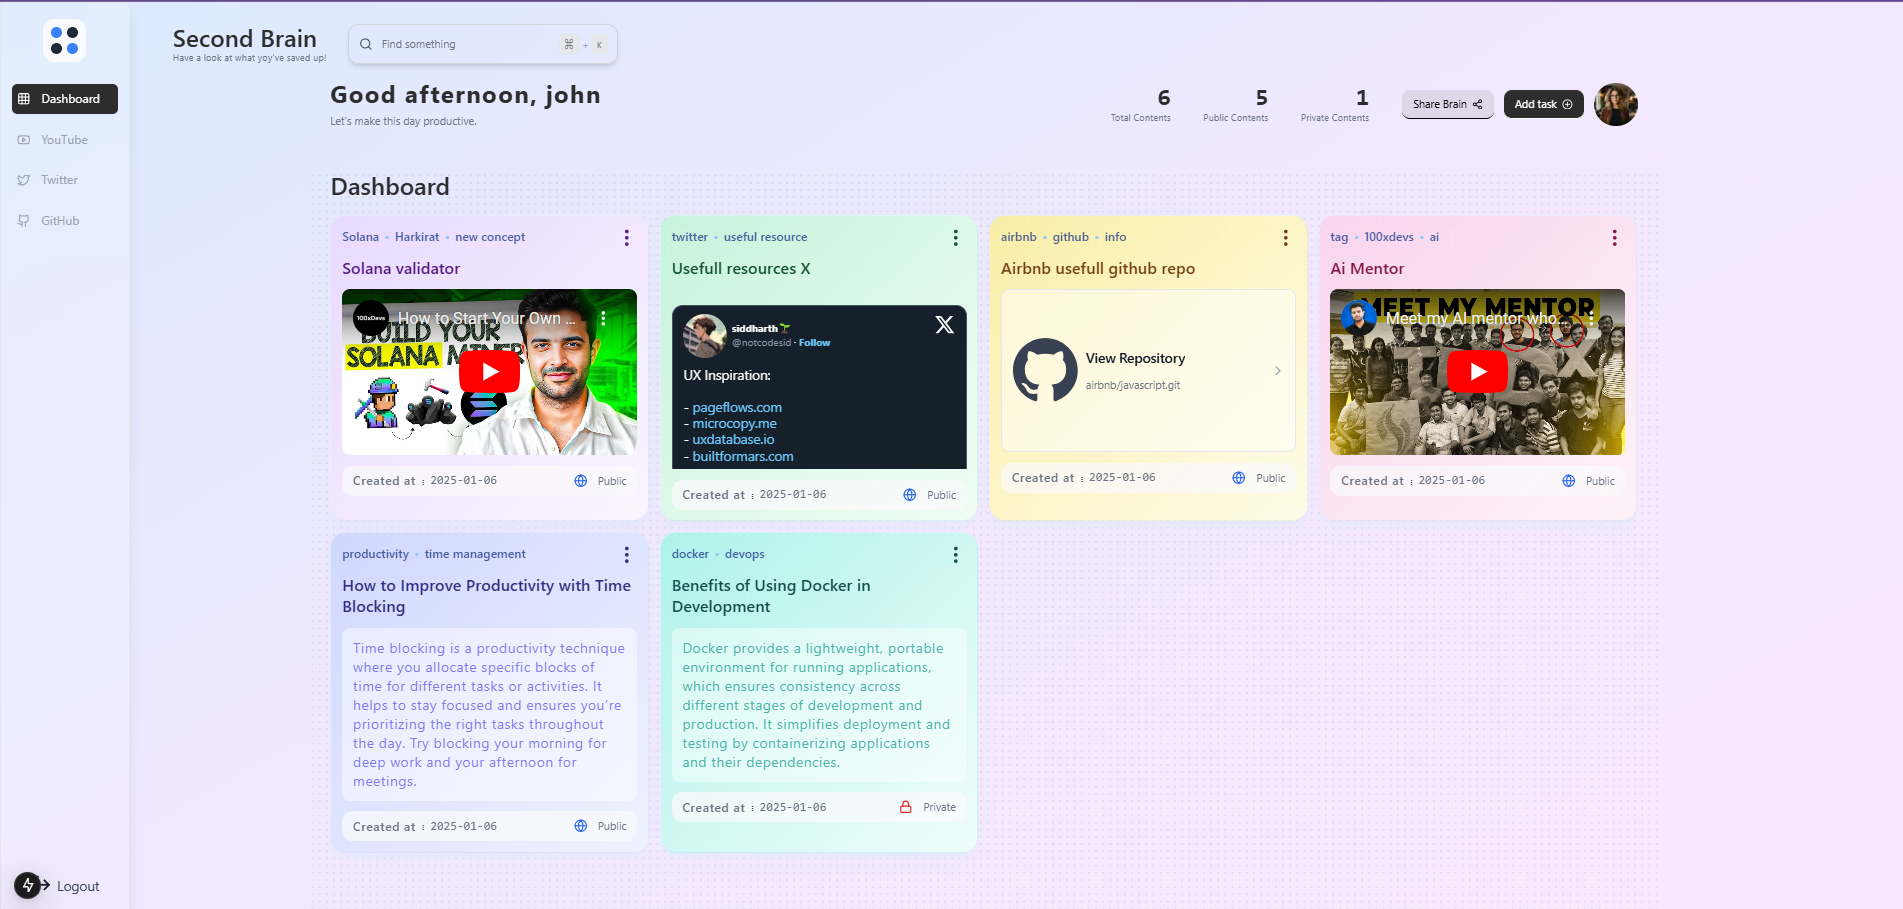 Second Brain
Have a look at what yoy've saved up!
Find something
⌘ + K
Dashboard
YouTube
Twitter
GitHub
Good afternoon, john
Let's make this day productive.
6
Total Contents
5
Public Contents
1
Private Contents
Share Brain
Add task
Dashboard
Solana • Harkirat • new concept
Solana validator
100xDevs
How to Start Your Own ...
BUILD YOUR
SOLANA MINER
Created at : 2025-01-06
Public
twitter • useful resource
Usefull resources X
siddharth
@notcodesid · Follow
UX Inspiration:
- pageflows.com
- microcopy.me
- uxdatabase.io
- builtformars.com
Created at : 2025-01-06
Public
airbnb • github • info
Airbnb usefull github repo
View Repository
airbnb/javascript.git
Created at : 2025-01-06
Public
tag • 100xdevs • ai
Ai Mentor
MEET MY MENTOR
Meet my AI mentor who...
Created at : 2025-01-06
Public
productivity • time management
How to Improve Productivity with Time
Blocking
Time blocking is a productivity technique
where you allocate specific blocks of
time for different tasks or activities. It
helps to stay focused and ensures you're
prioritizing the right tasks throughout
the day. Try blocking your morning for
deep work and your afternoon for
meetings.
Created at : 2025-01-06
Public
docker • devops
Benefits of Using Docker in
Development
Docker provides a lightweight, portable
environment for running applications,
which ensures consistency across
different stages of development and
production. It simplifies deployment and
testing by containerizing applications
and their dependencies.
Created at : 2025-01-06
Private
Logout